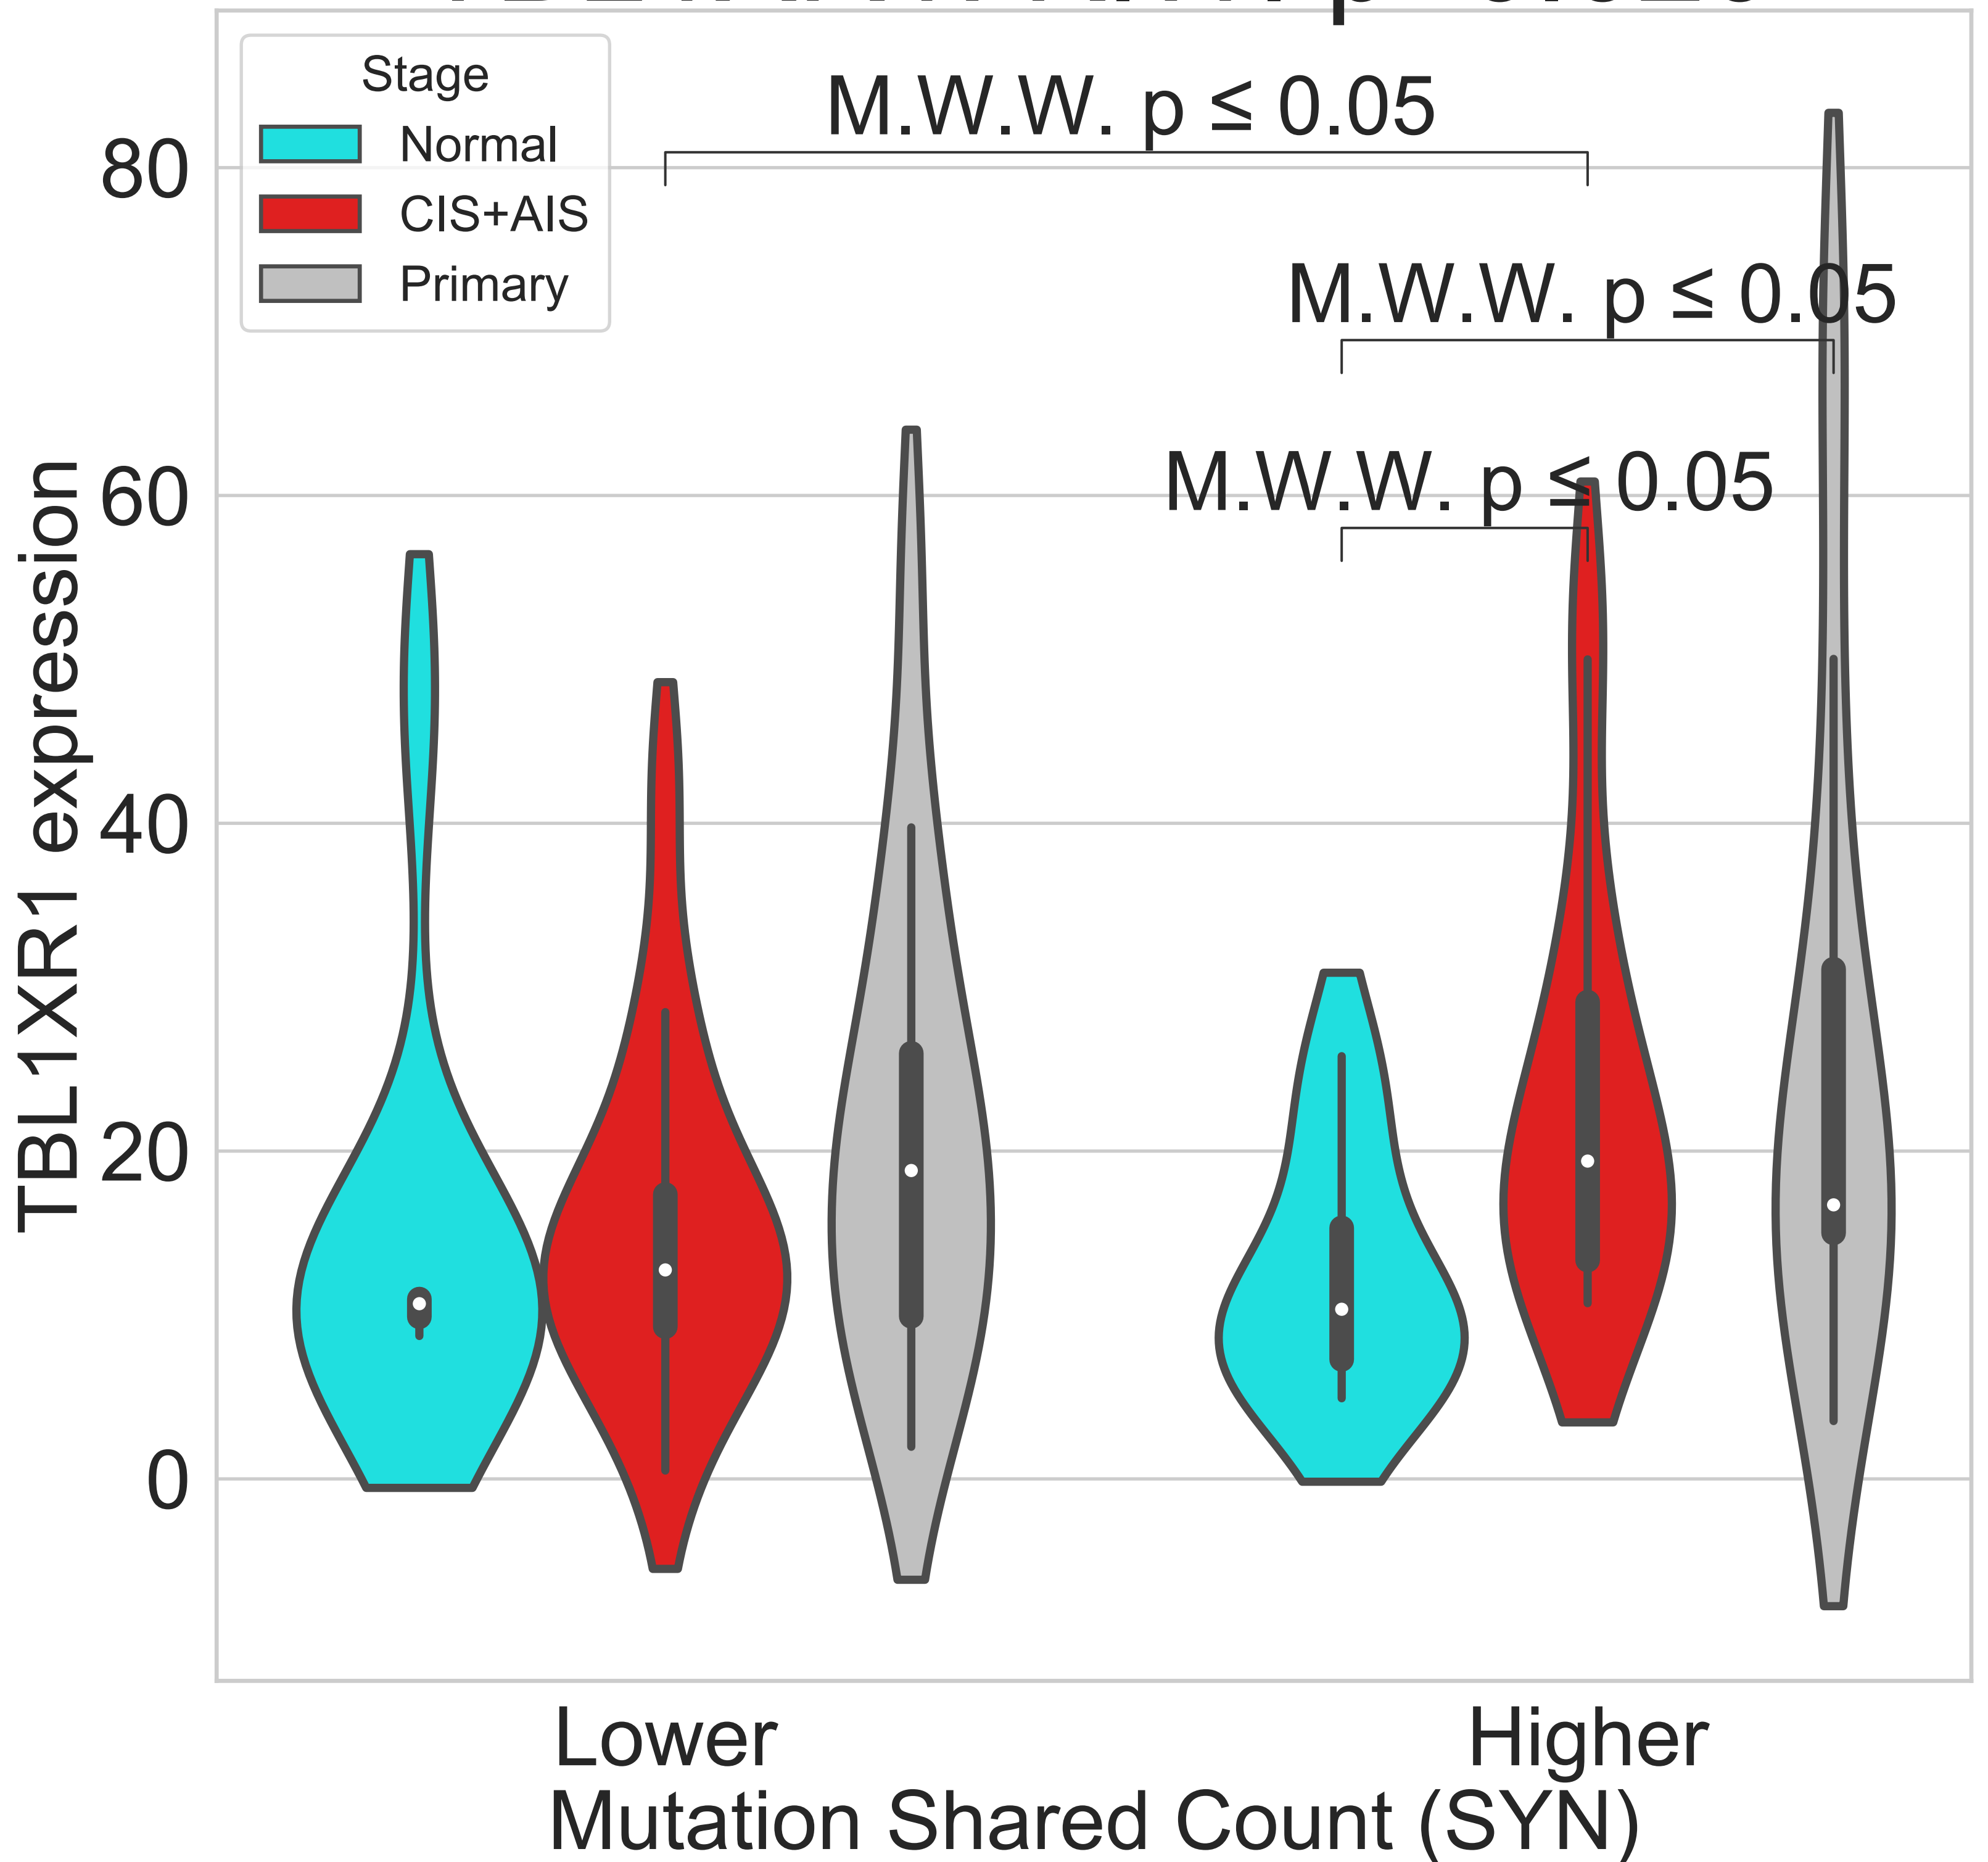 Stage
Normal
CIS+AIS
Primary
M.W.W. p ≤ 0.05
M.W.W. p ≤ 0.05
M.W.W. p ≤ 0.05
80
60
40
20
0
TBL1XR1 expression
Lower
Higher
Mutation Shared Count (SYN)